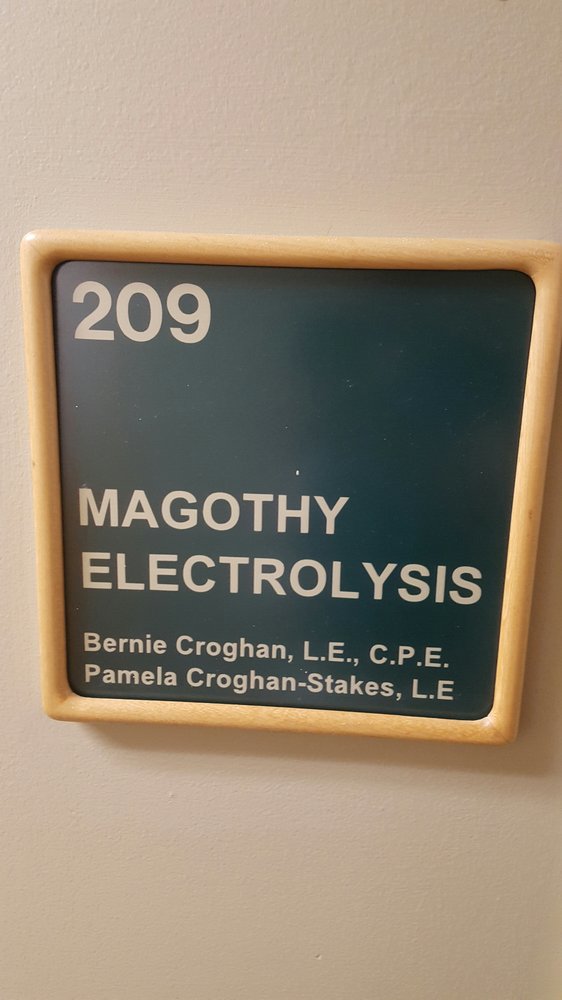 209
MAGOTHY
ELECTROLYSIS
Bernie Croghan, L.E., C.P.E.
Pamela Croghan-Stakes, L.E